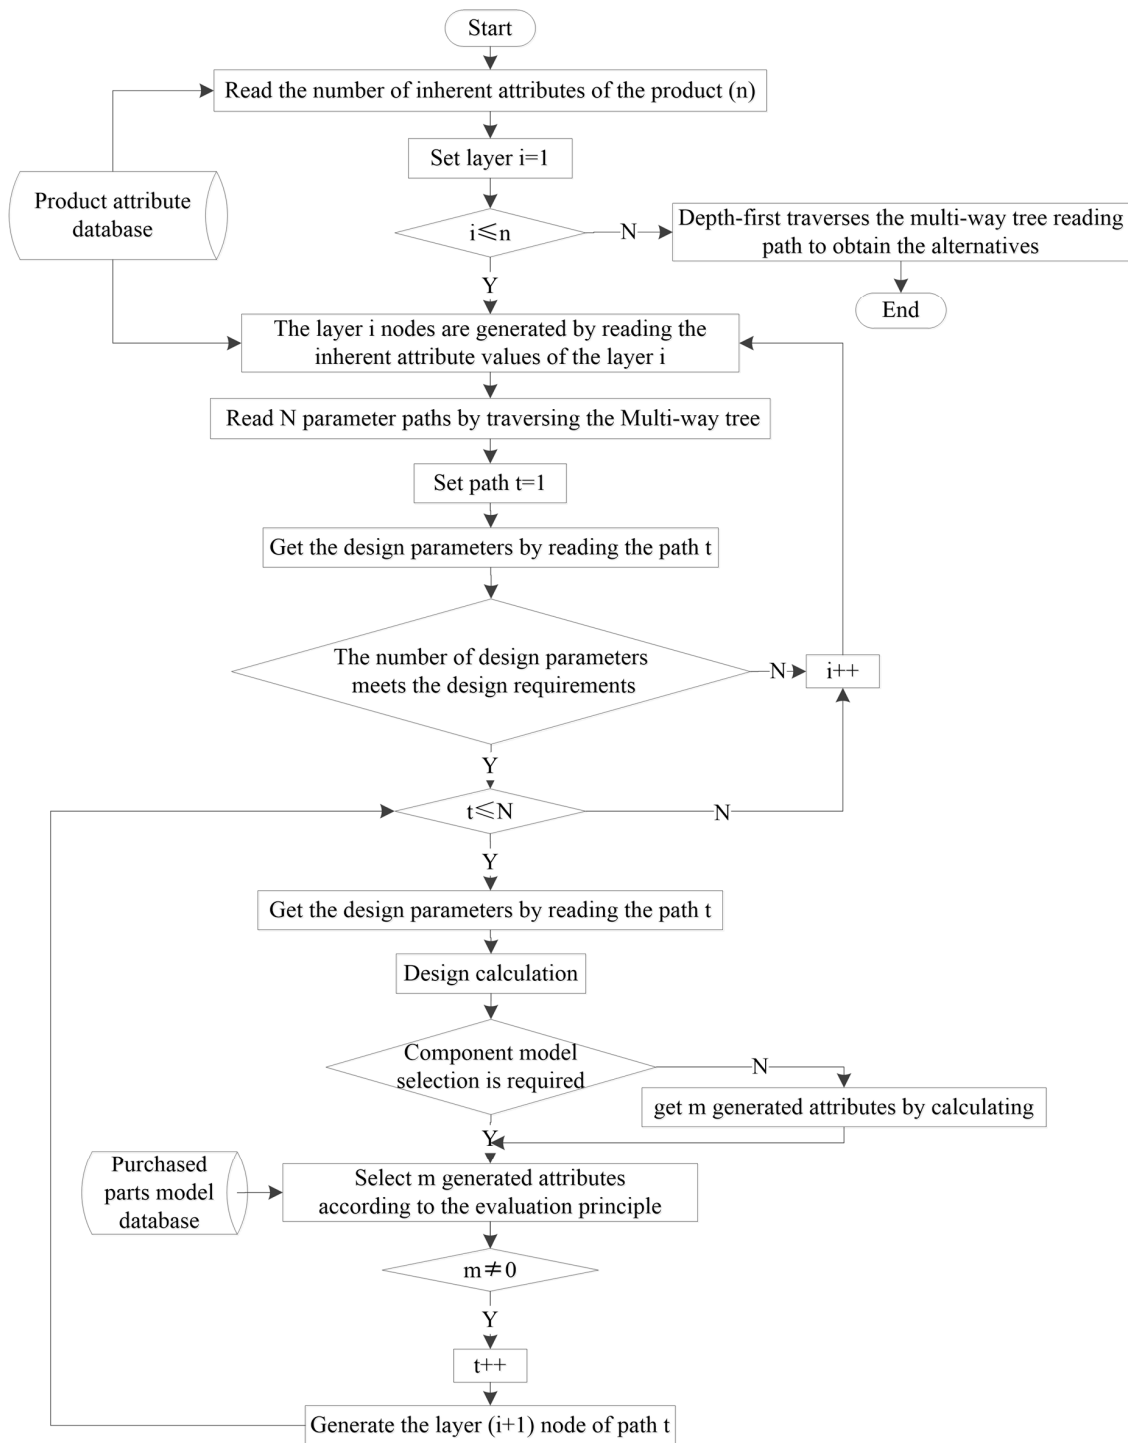 Start
Read the number of inherent attributes of the product (n)
Set layer i=1
Product attribute
database
i≤n
N
Depth-first traverses the multi-way tree reading
path to obtain the alternatives
Y
End
The layer i nodes are generated by reading the
inherent attribute values of the layer i
Read N parameter paths by traversing the Multi-way tree
Set path t=1
Get the design parameters by reading the path t
The number of design parameters
meets the design requirements
N
i++
Y
t≤N
N
Y
Get the design parameters by reading the path t
Design calculation
Component model
selection is required
N
get m generated attributes by calculating
Y
Purchased
parts model
database
Select m generated attributes
according to the evaluation principle
m≠0
Y
t++
Generate the layer (i+1) node of path t